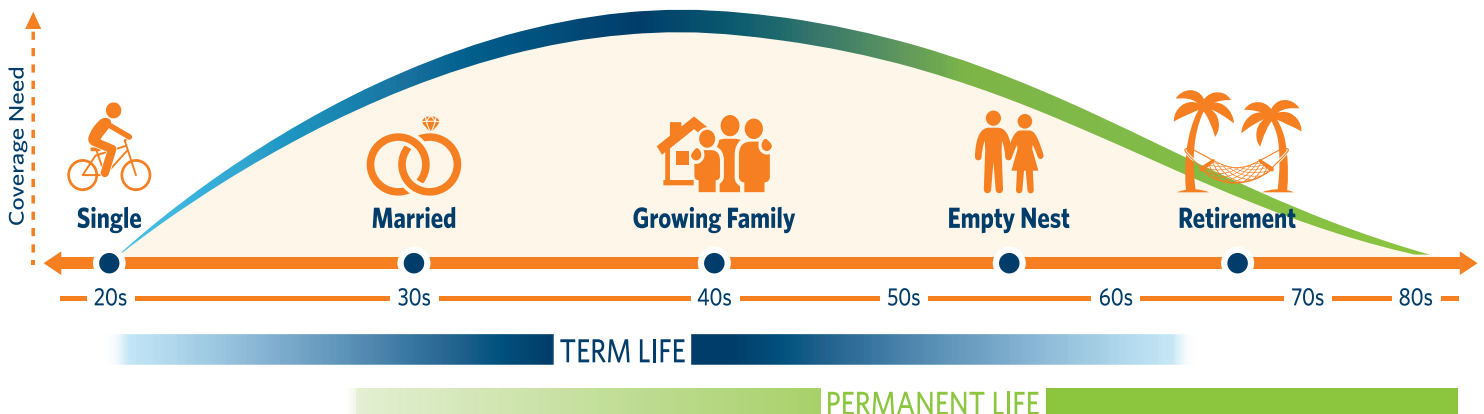 Coverage Need
Single
Married
Growing Family
Empty Nest
Retirement
20s
30s
40s
50s
60s
70s
80s
TERM LIFE
PERMANENT LIFE